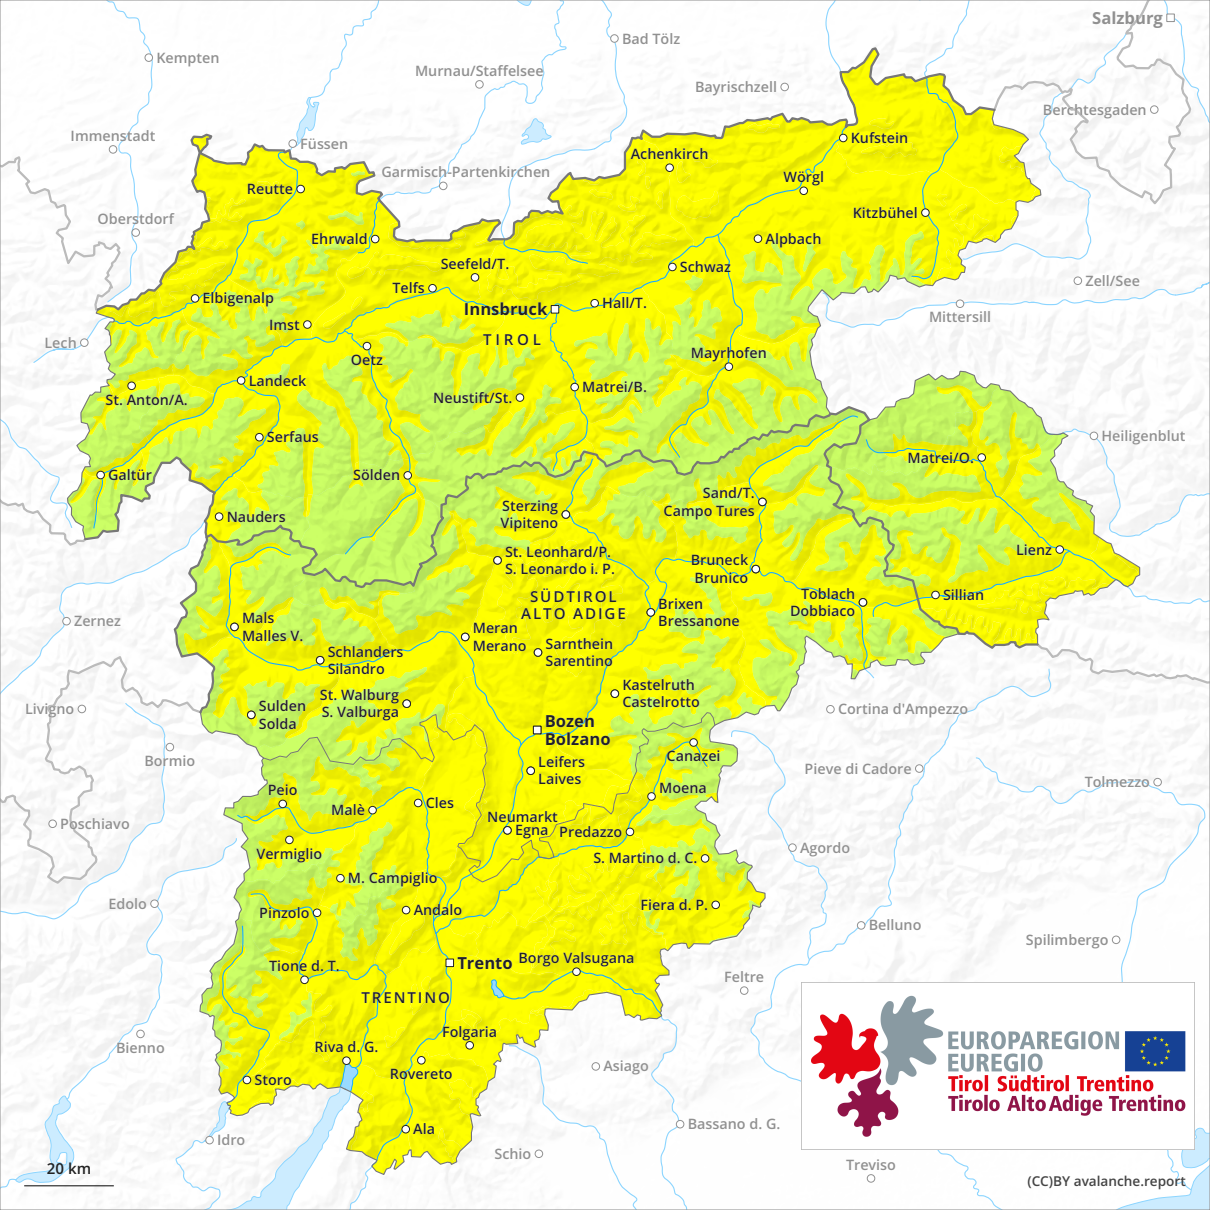 Salzburg
Bad Tölz
Kempten
Murnau/Staffelsee
Bayrischzell
Berchtesgaden
Immenstadt
Füssen
Kufstein
Achenkirch
Garmisch-Partenkirchen
Wörgl
Reutte
Oberstdorf
Kitzbühel
Ehrwald
Alpbach
Seefeld/T.
Schwaz
Zell/See
Telfs
Elbigenalp
Hall/T.
Innsbruck
Mittersill
Imst
TIROL
Lech
Oetz
Mayrhofen
Landeck
Matrei/B.
St. Anton/A.
Neustift/St.
Serfaus
Heiligenblut
Matrei/O.
Galtür
Sölden
Sand/T.
Campo Tures
Sterzing
Vipiteno
Nauders
St. Leonhard/P.
S. Leonardo i. P.
Lienz
Bruneck
Brunico
SÜDTIROL
ALTO ADIGE
Toblach
Dobbiaco
Sillian
Brixen
Bressanone
Zernez
Mals
Malles V.
Meran
Merano
Sarnthein
Sarentino
Schlanders
Silandro
Kastelruth
Castelrotto
St. Walburg
S. Valburga
Livigno
Sulden
Solda
Cortina d'Ampezzo
Bozen
Bolzano
Bormio
Canazei
Leifers
Laives
Pieve di Cadore
Tolmezzo
Peio
Moena
Malè
Cles
Neumarkt
Egna
Predazzo
Poschiavo
Vermiglio
S. Martino d. C.
Agordo
M. Campiglio
Edolo
Pinzolo
Andalo
Fiera d. P.
Belluno
Spilimbergo
Trento
Borgo Valsugana
Tione d. T.
Feltre
TRENTINO
Bienno
Folgaria
Riva d. G.
Rovereto
Storo
Asiago
EUROPAREGION
EUREGIO
Tirol Südtirol Trentino
Tirolo Alto Adige Trentino
Idro
Ala
Bassano d. G.
Schio
Treviso
20 km
(CC)BY avalanche.report